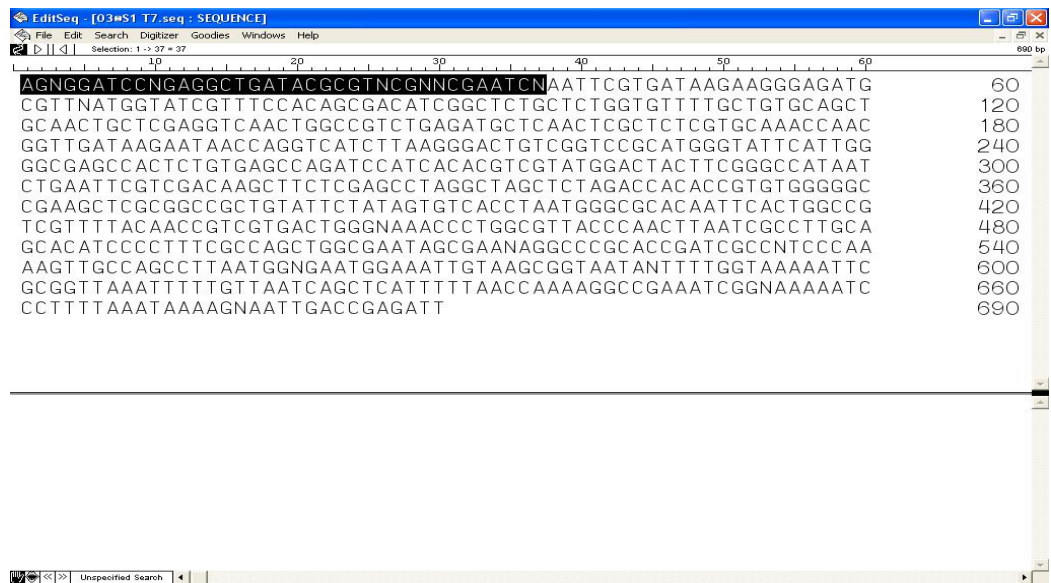 EditSeq - [03#S1 T7.seq : SEQUENCE]
File Edit Search Digitizer Goodies Windows Help
Selection: 1 -> 37 = 37 690 bp
10 20 30 40 50 60
AGNGGATCCNGAGGCTGATACGCGTNCGNNCGAATCNAATTCGTGATAAGAAGGGAGATG 60
CGTTNATGGTATCGTTTCCACAGCGACATCGGCTCTGCTCTGGTGTTTTGCTGTGCAGCT 120
GCAACTGCTCGAGGTCAACTGGCCGTCTGAGATGCTCAACTCGCTCTCGTGCAAACCAAC 180
GGTTGATAAGAATAACCAGGTCATCTTAAGGGACTGTCGGTCCGCATGGGTATTCATTGG 240
GGCGAGCCACTCTGTGAGCCAGATCCATCACACGTCGTATGGACTACTTCGGGCCATAAT 300
CTGAATTCGTCGACAAGCTTCTCGAGCCTAGGCTAGCTCTAGACCACACCGTGTGGGGGC 360
CGAAGCTCGCGGCCGCTGTATTCTATAGTGTCACCTAATGGGCGCACAATTCACTGGCCG 420
TCGTTTTACAACCGTCGTGACTGGGNAAACCCTGGCGTTACCCAACTTAATCGCCTTGCA 480
GCACATCCCCTTTCGCCAGCTGGCGAATAGCGAANAGGCCCGCACCGATCGCCNTCCCAA 540
AAGTTGCCAGCCTTAATGGNGAATGGAAATTGTAAGCGGTAATANTTTTGGTAAAAATTC 600
GCGGTTAAATTTTTGTTAATCAGCTCATTTTTTAACCAAAAGGCCGAAATCGGNAAAAATC 660
CCTTTTAAATAAAAGNAATTGACCGAGATT 690
Unspecified Search